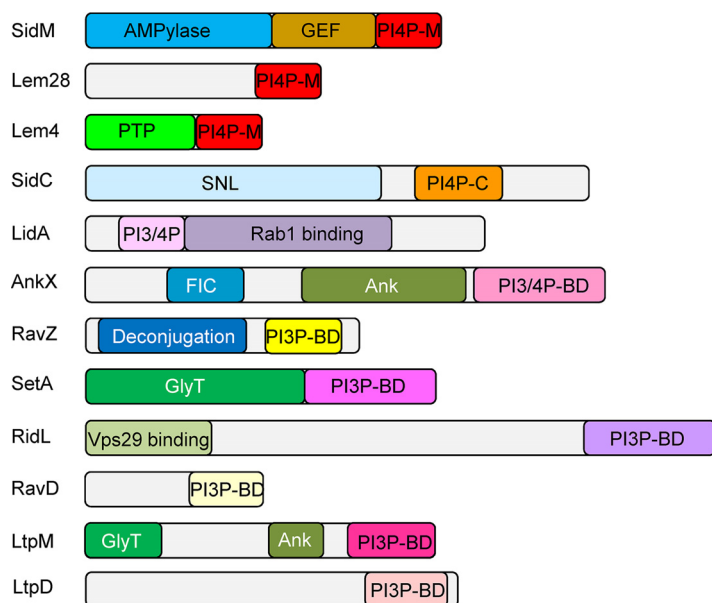 SidM AMPylase GEF PI4P-M
Lem28 PI4P-M
Lem4 PTP PI4P-M
SidC SNL PI4P-C
LidA PI3/4P Rab1 binding
AnkX FIC Ank PI3/4P-BD
RavZ Deconjugation PI3P-BD
SetA GlyT PI3P-BD
RidL Vps29 binding PI3P-BD
RavD PI3P-BD
LtpM GlyT Ank PI3P-BD
LtpD PI3P-BD